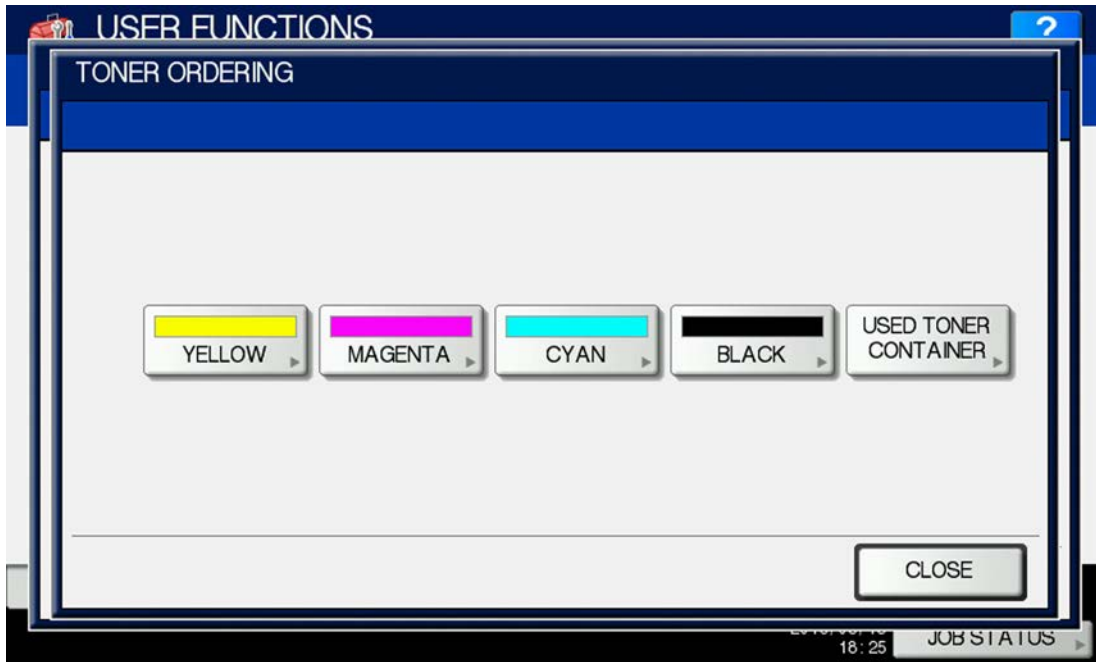 USER FUNCTIONS
?
TONER ORDERING
YELLOW
MAGENTA
CYAN
BLACK
USED TONER
CONTAINER
CLOSE
18:25
JOB STATUS